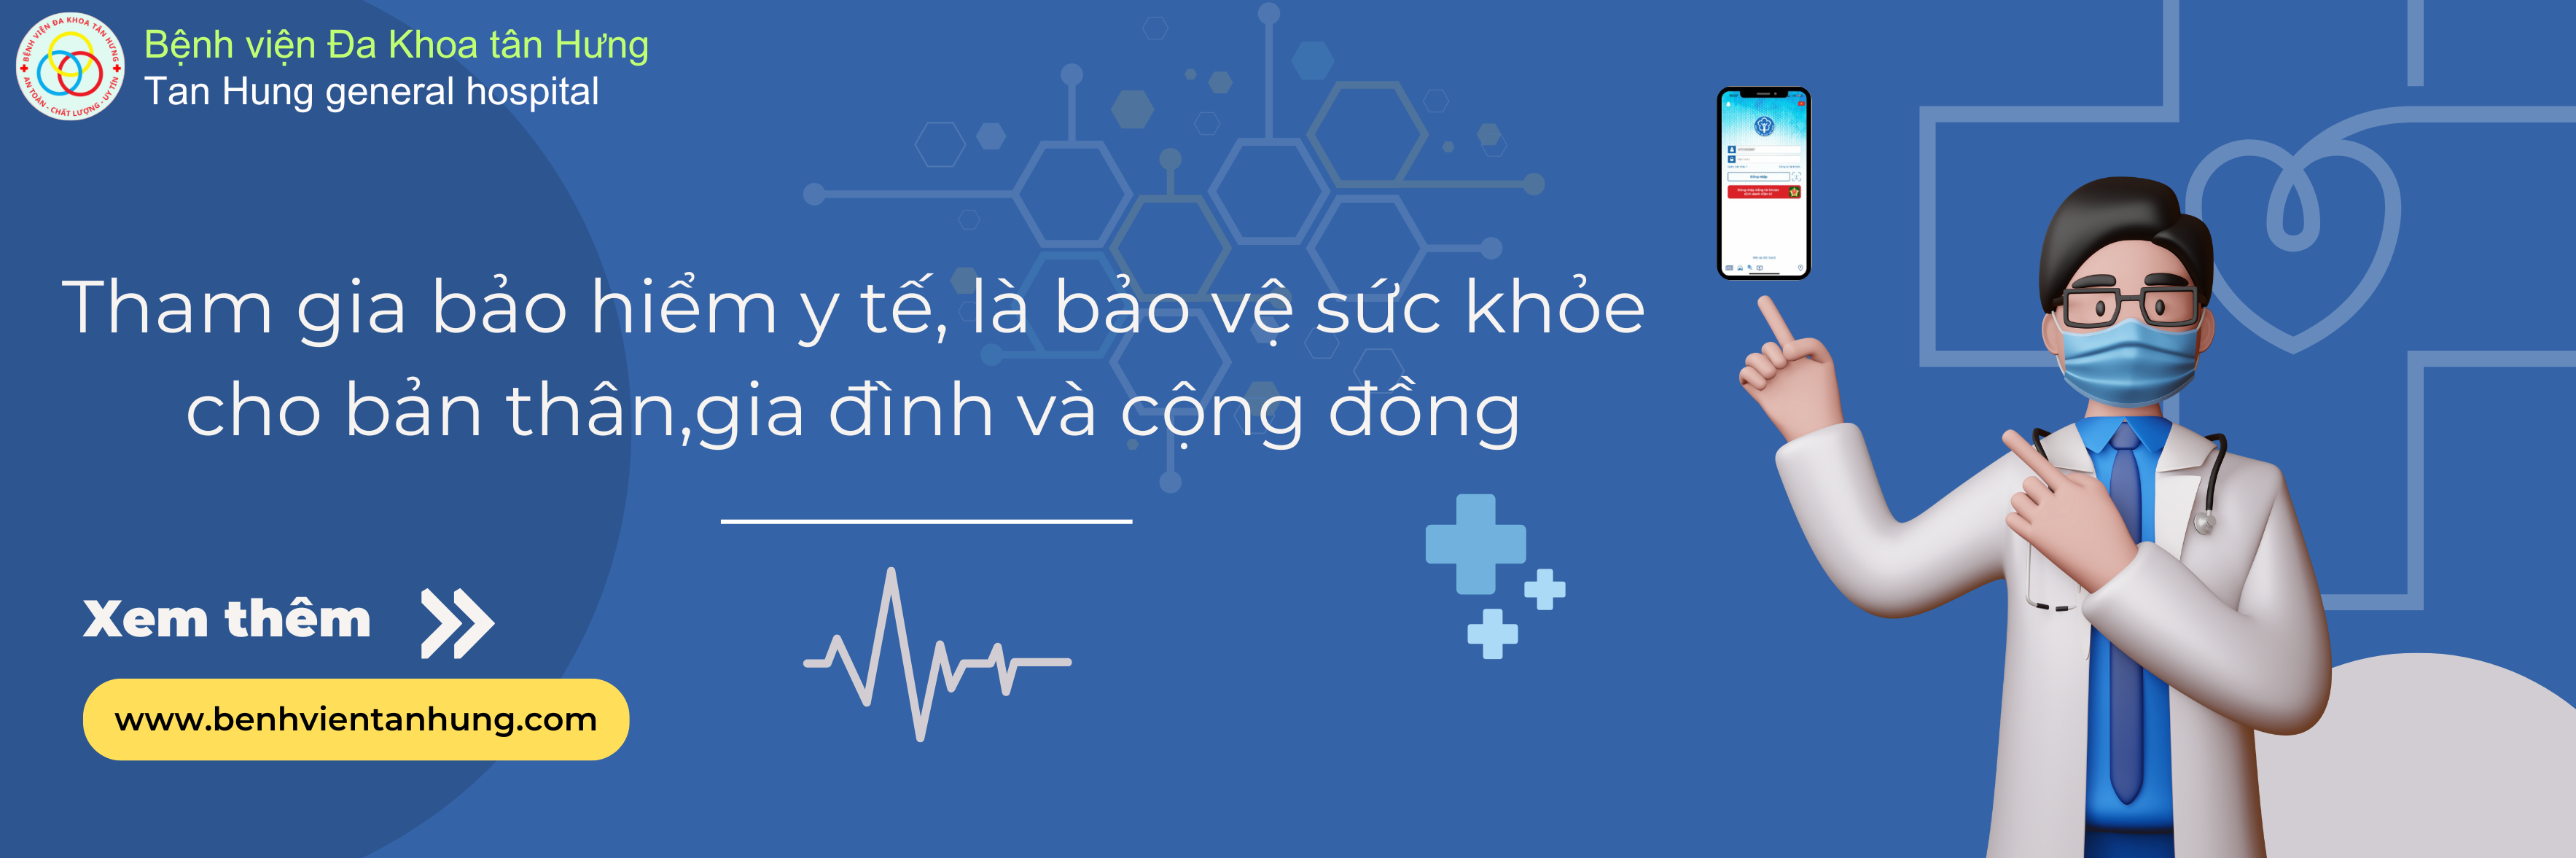 BỆNH VIỆN ĐA KHOA TÂN HƯNG
AN TOÀN - CHẤT LƯỢNG - UY TÍN
Bệnh viện Đa Khoa tân Hưng
Tan Hung general hospital
Đăng nhập
Tham gia bảo hiểm y tế, là bảo vệ sức khỏe
cho bản thân,gia đình và cộng đồng
Xem thêm
www.benhvientanhung.com